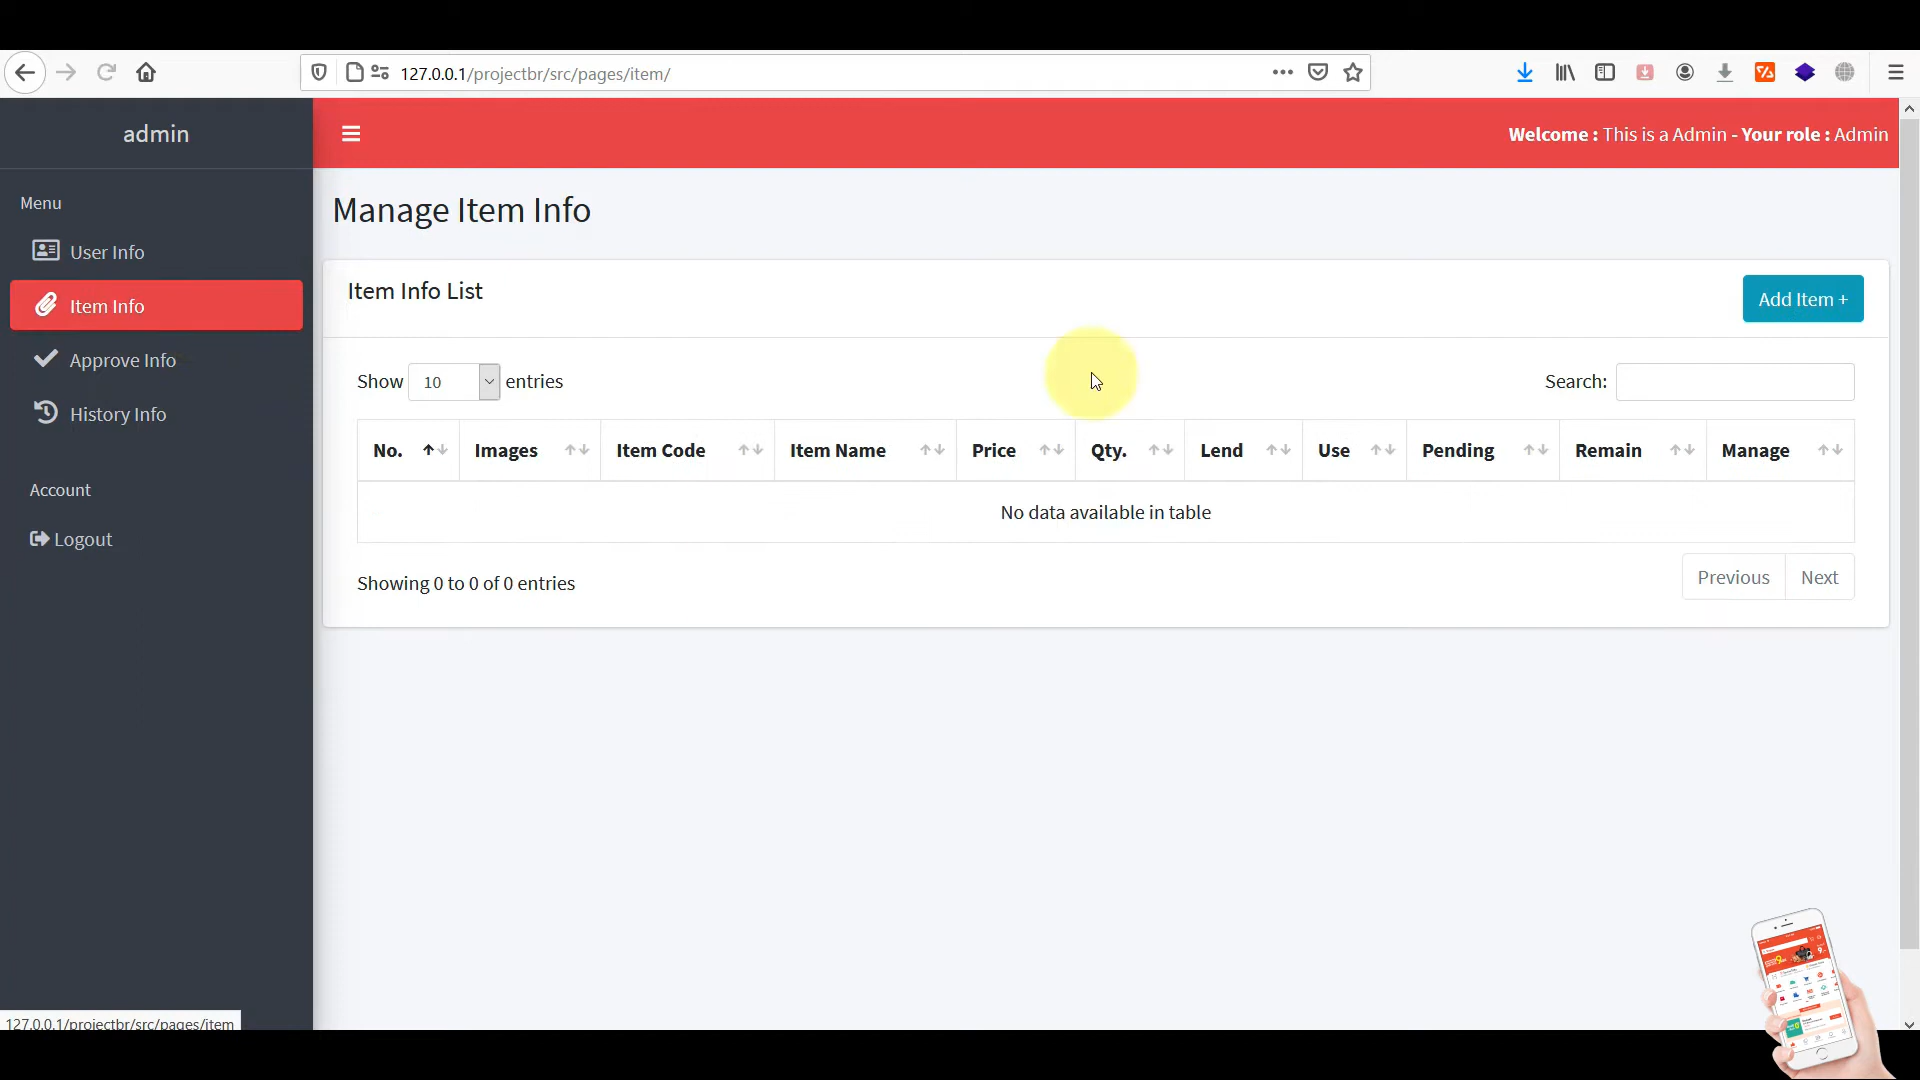 127.0.0.1/projectbr/src/pages/item/
admin
Welcome : This is a Admin - Your role : Admin
Menu
User Info
Item Info
Approve Info
History Info
Account
Logout
Manage Item Info
Item Info List
Add Item +
Show 10 entries
Search:
No. Images Item Code Item Name Price Qty. Lend Use Pending Remain Manage
No data available in table
Showing 0 to 0 of 0 entries
Previous Next
127.0.0.1/projectbr/src/pages/item